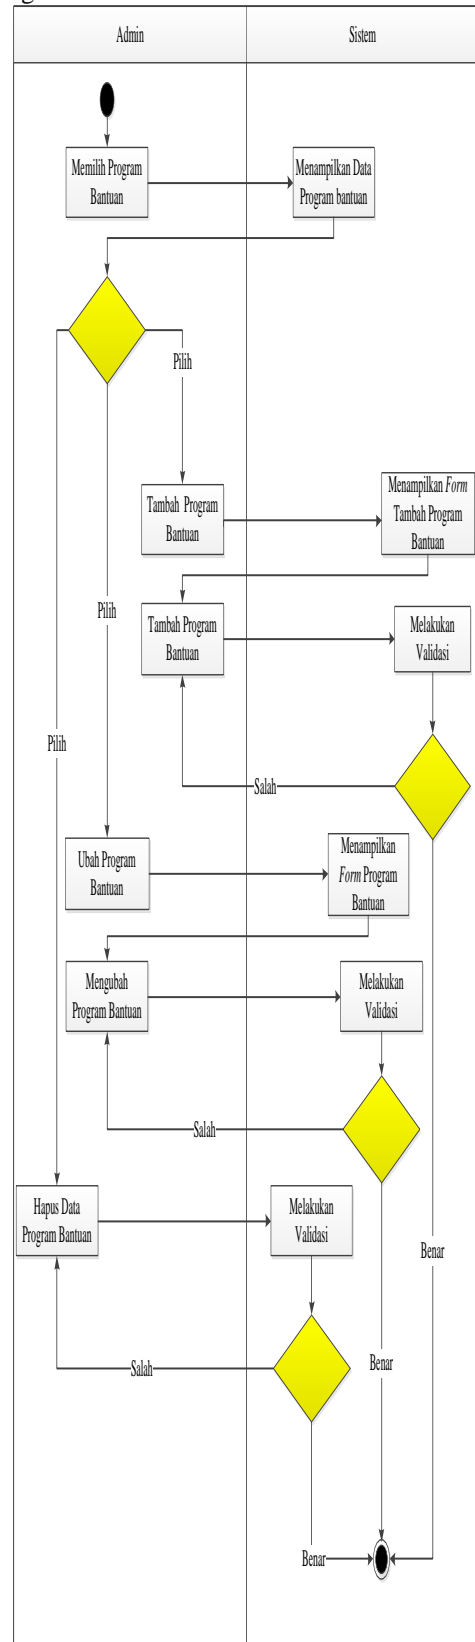 g
Admin
Sistem
Memilih Program
Bantuan
Menampilkan Data
Program bantuan
Pilih
Tambah Program
Bantuan
Menampilkan Form
Tambah Program
Bantuan
Pilih
Tambah Program
Bantuan
Melakukan
Validasi
Pilih
Salah
Ubah Program
Bantuan
Menampilkan
Form Program
Bantuan
Mengubah
Program Bantuan
Melakukan
Validasi
Salah
Hapus Data
Program Bantuan
Melakukan
Validasi
Benar
Salah
Benar
Benar